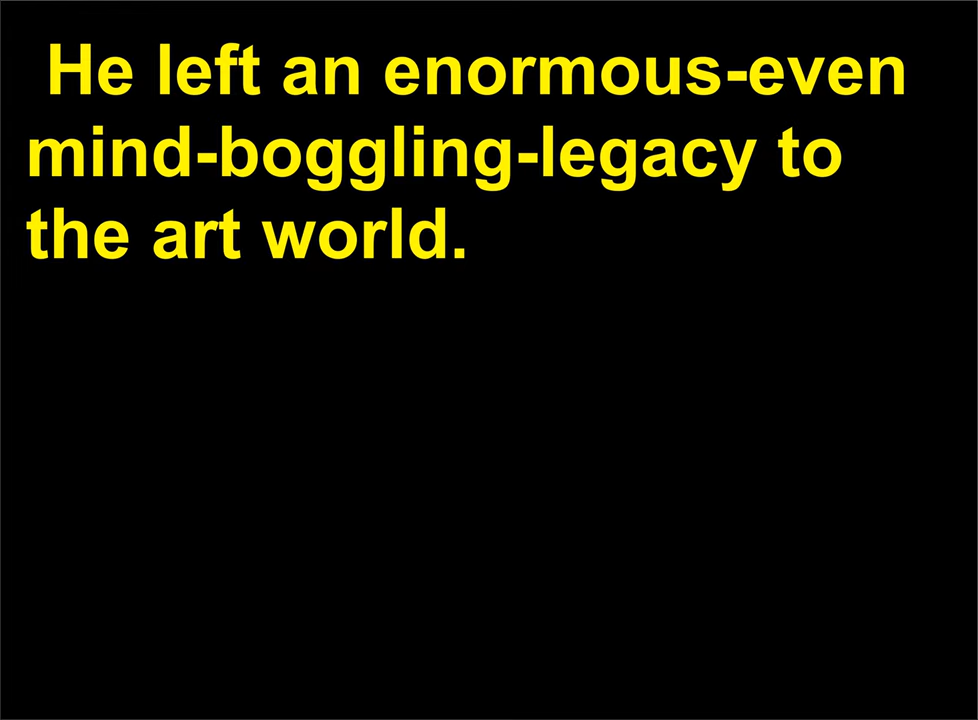 He left an enormous-even
mind-boggling-legacy to
the art world.